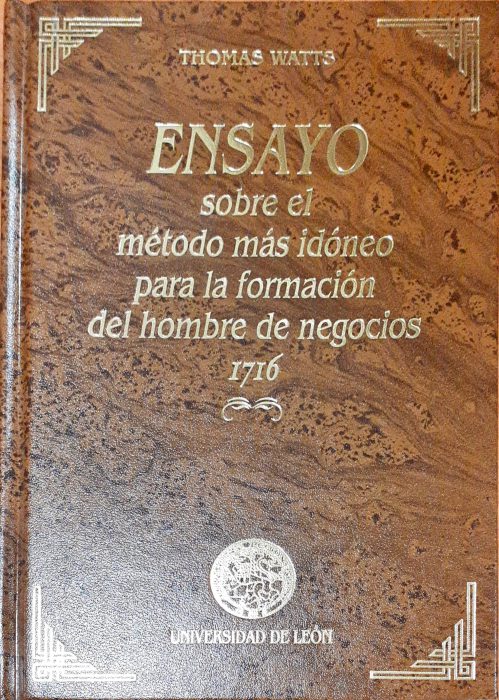 THOMAS WATTS
ENSAYO
sobre el
método más idóneo
para la formación
del hombre de negocios
1716
UNIVERSIDAD DE LEÓN